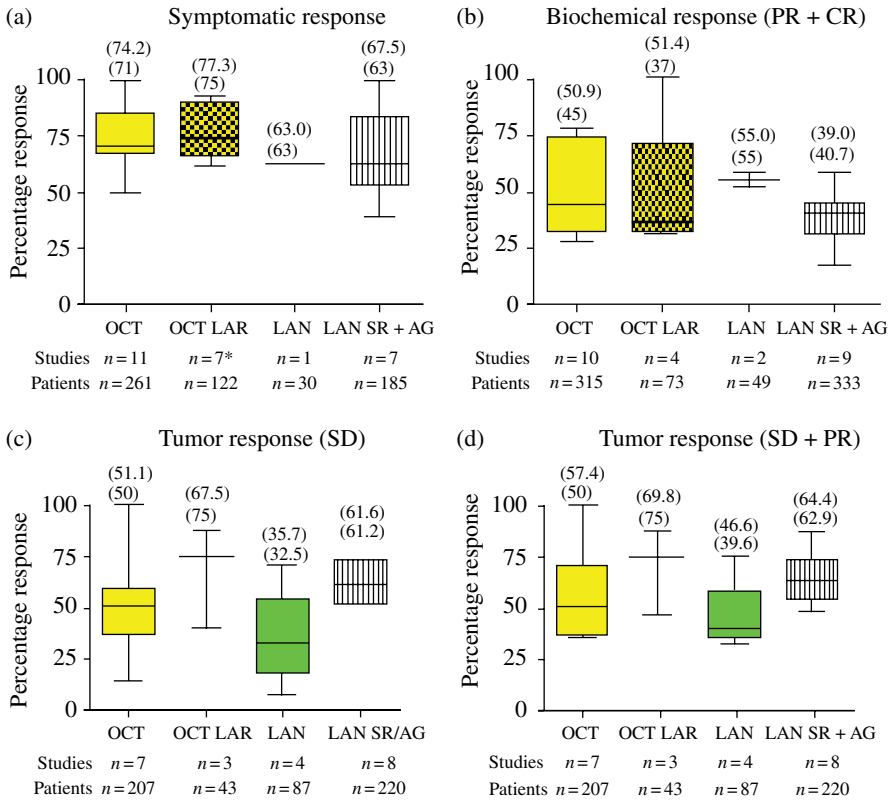 (a) Symptomatic response
(74.2)
(71)
(77.3)
(75)
(63.0)
(63)
(67.5)
(63)
Percentage response
100
75
50
25
0
OCT OCT LAR LAN LAN SR + AG
Studies n = 11 n = 7* n = 1 n = 7
Patients n = 261 n = 122 n = 30 n = 185
(b) Biochemical response (PR + CR)
(50.9)
(45)
(51.4)
(37)
(55.0)
(55)
(39.0)
(40.7)
Percentage response
100
75
50
25
0
OCT OCT LAR LAN LAN SR + AG
Studies n = 10 n = 4 n = 2 n = 9
Patients n = 315 n = 73 n = 49 n = 333
(c) Tumor response (SD)
(51.1)
(50)
(67.5)
(75)
(35.7)
(32.5)
(61.6)
(61.2)
Percentage response
100
75
50
25
0
OCT OCT LAR LAN LAN SR/AG
Studies n = 7 n = 3 n = 4 n = 8
Patients n = 207 n = 43 n = 87 n = 220
(d) Tumor response (SD + PR)
(57.4)
(50)
(69.8)
(75)
(46.6)
(39.6)
(64.4)
(62.9)
Percentage response
100
75
50
25
0
OCT OCT LAR LAN LAN SR + AG
Studies n = 7 n = 3 n = 4 n = 8
Patients n = 207 n = 43 n = 87 n = 220